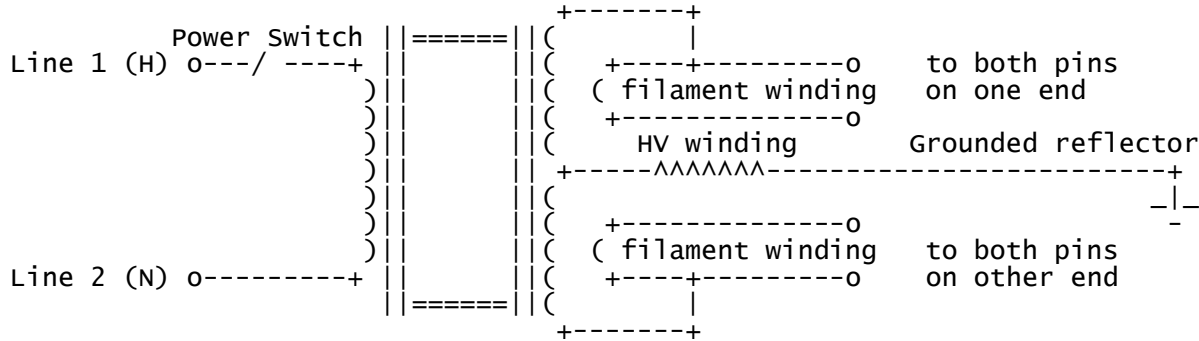 Power Switch
Line 1 (H) o---/ ----+ to both pins
filament winding on one end
HV winding Grounded reflector
filament winding to both pins
Line 2 (N) o---------+ on other end